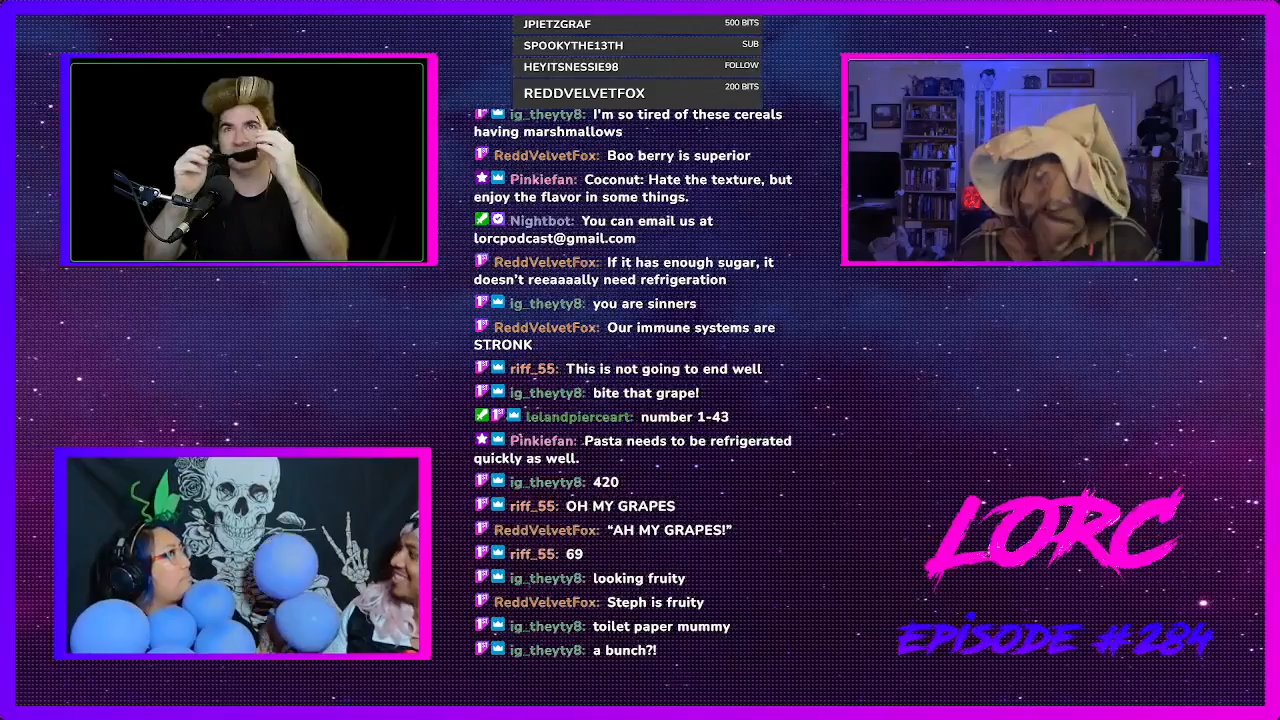 JPIETZGRAF 500 BITS
SPOOKYTHE13TH SUB
HEYITSNESSIE98 FOLLOW
REDDVELVETFOX 200 BITS
ig_theyty8: I'm so tired of these cereals
having marshmallows
ReddVelvetFox: Boo berry is superior
Pinkiefan: Coconut: Hate the texture, but
enjoy the flavor in some things.
Nightbot: You can email us at
lorcpodcast@gmail.com
ReddVelvetFox: If it has enough sugar, it
doesn't reeaaaally need refrigeration
ig_theyty8: you are sinners
ReddVelvetFox: Our immune systems are
STRONK
riff_55: This is not going to end well
ig_theyty8: bite that grape!
lelandpierceart: number 1-43
Pinkiefan: Pasta needs to be refrigerated
quickly as well.
ig_theyty8: 420
riff_55: OH MY GRAPES
ReddVelvetFox: “AH MY GRAPES!”
riff_55: 69
ig_theyty8: looking fruity
ReddVelvetFox: Steph is fruity
ig_theyty8: toilet paper mummy
ig_theyty8: a bunch?!
LORC
EPISODE #284